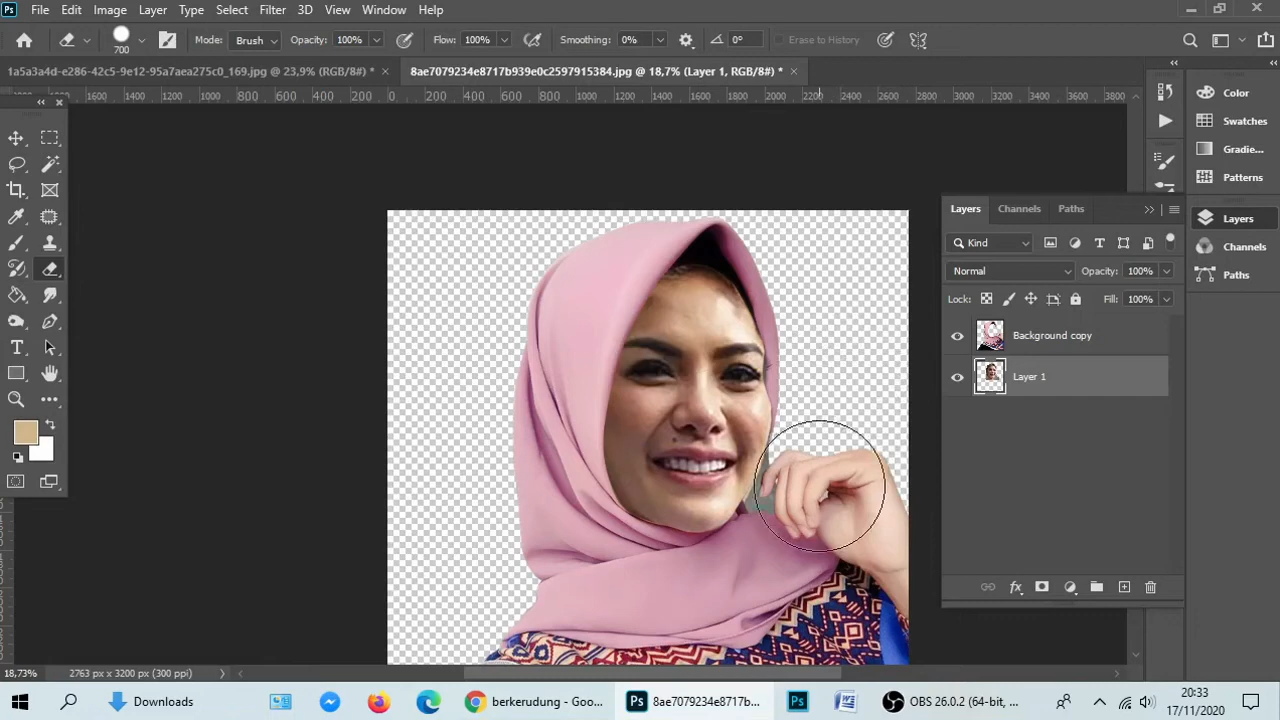 Ps File Edit Image Layer Type Select Filter 3D View Window Help
700 Mode: Brush Opacity: 100% Flow: 100% Smoothing: 0% 0° Erase to History
1a5a3a4d-e286-42c5-9e12-95a7aea275c0_169.jpg @ 23,9% (RGB/8#) * × 8ae7079234e8717b939e0c2597915384.jpg @ 18,7% (Layer 1, RGB/8#) * ×
1600 1400 1200 1000 800 600 400 200 0 200 400 600 800 1000 1200 1400 1600 1800 2000 2200 2400 2600 2800 3000 3200 3400 3600 3800
Color
Swatches
Gradie...
Patterns
Layers
Channels
Paths
Layers Channels Paths
Kind
Normal Opacity: 100%
Lock: Fill: 100%
Background copy
Layer 1
fx
18,73% 2763 px x 3200 px (300 ppi)
Downloads
berkerudung - Goo...
Ps 8ae7079234e8717b...
Ps
OBS 26.0.2 (64-bit, ...
20:33
17/11/2020